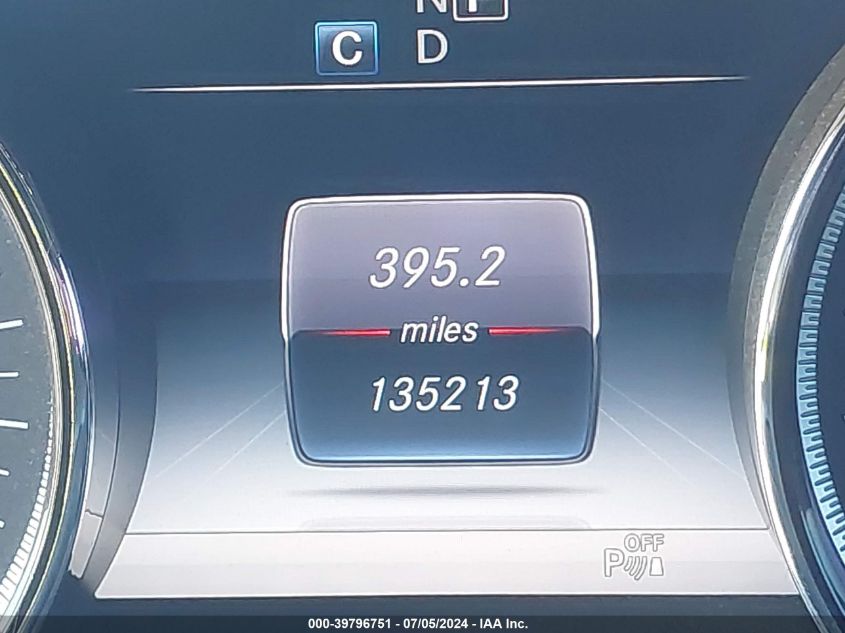 N P
C D
395.2
miles
135213
OFF
P
000-39796751 - 07/05/2024 - IAA Inc.